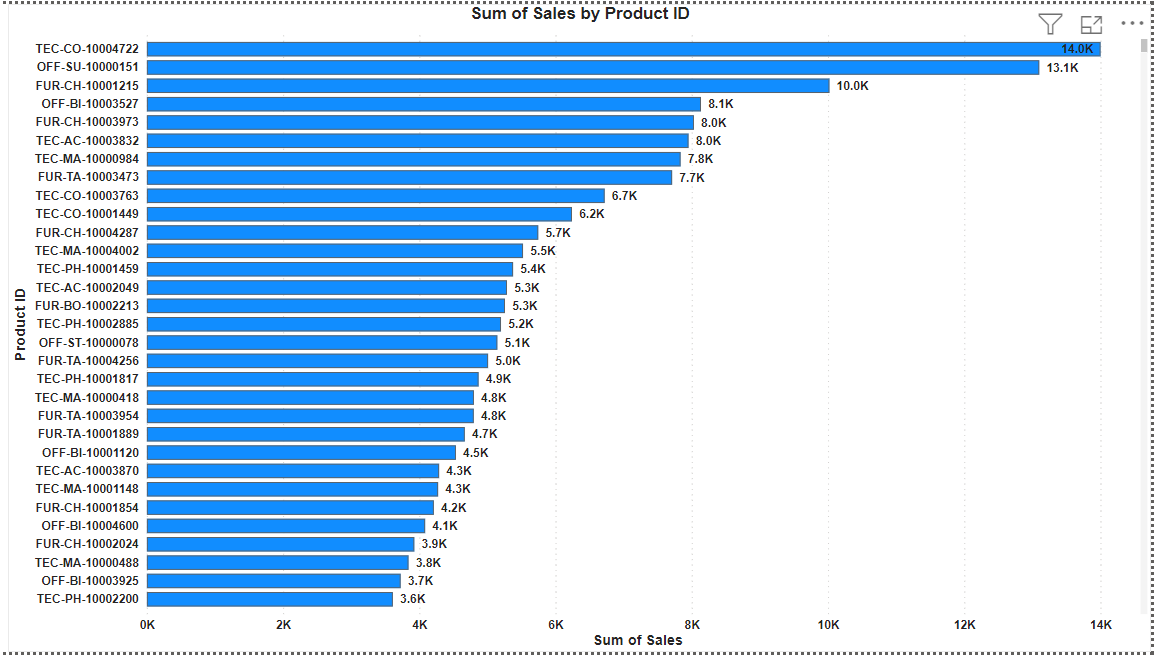 Sum of Sales by Product ID
TEC-CO-10004722 14.0K
OFF-SU-10000151 13.1K
FUR-CH-10001215 10.0K
OFF-BI-10003527 8.1K
FUR-CH-10003973 8.0K
TEC-AC-10003832 8.0K
TEC-MA-10000984 7.8K
FUR-TA-10003473 7.7K
TEC-CO-10003763 6.7K
TEC-CO-10001449 6.2K
FUR-CH-10004287 5.7K
TEC-MA-10004002 5.5K
TEC-PH-10001459 5.4K
TEC-AC-10002049 5.3K
FUR-BO-10002213 5.3K
TEC-PH-10002885 5.2K
OFF-ST-10000078 5.1K
FUR-TA-10004256 5.0K
TEC-PH-10001817 4.9K
TEC-MA-10000418 4.8K
FUR-TA-10003954 4.8K
FUR-TA-10001889 4.7K
OFF-BI-10001120 4.5K
TEC-AC-10003870 4.3K
TEC-MA-10001148 4.3K
FUR-CH-10001854 4.2K
OFF-BI-10004600 4.1K
FUR-CH-10002024 3.9K
TEC-MA-10000488 3.8K
OFF-BI-10003925 3.7K
TEC-PH-10002200 3.6K
Product ID
0K 2K 4K 6K 8K 10K 12K 14K
Sum of Sales